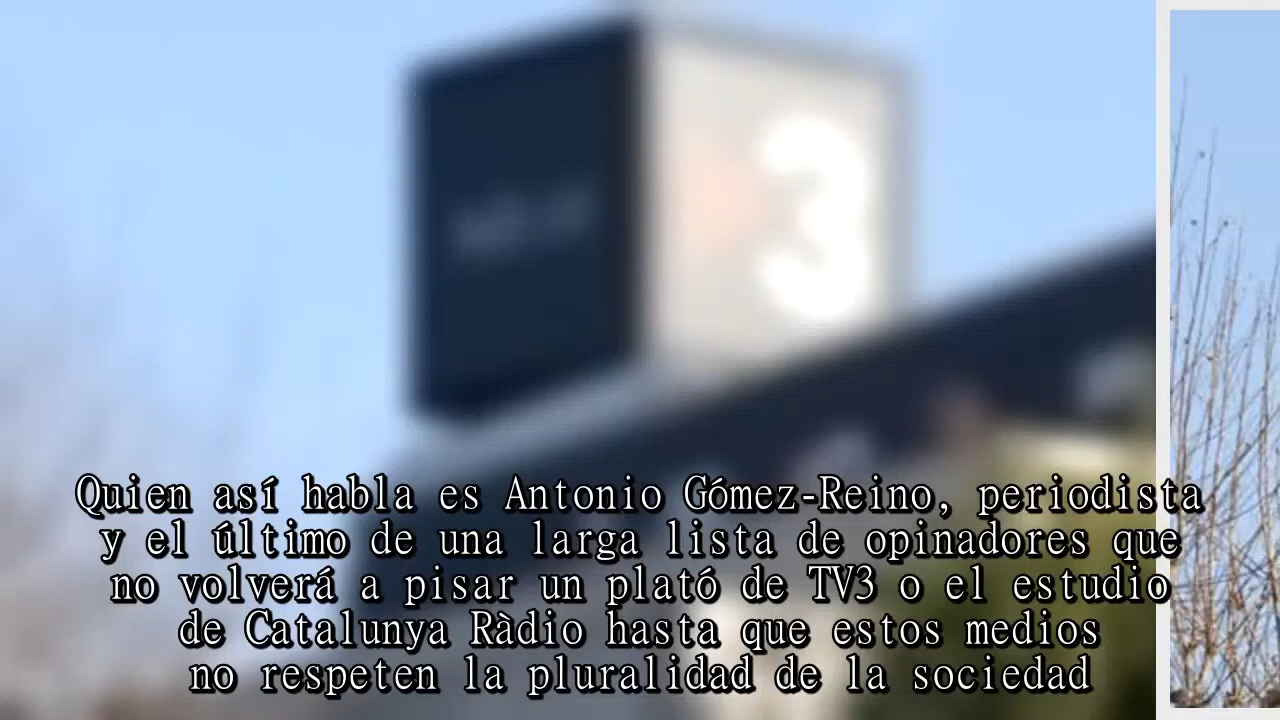 3
Quien así habla es Antonio Gómez-Reino, periodista
y el último de una larga lista de opinadores que
no volverá a pisar un plató de TV3 o el estudio
de Catalunya Ràdio hasta que estos medios
no respeten la pluralidad de la sociedad